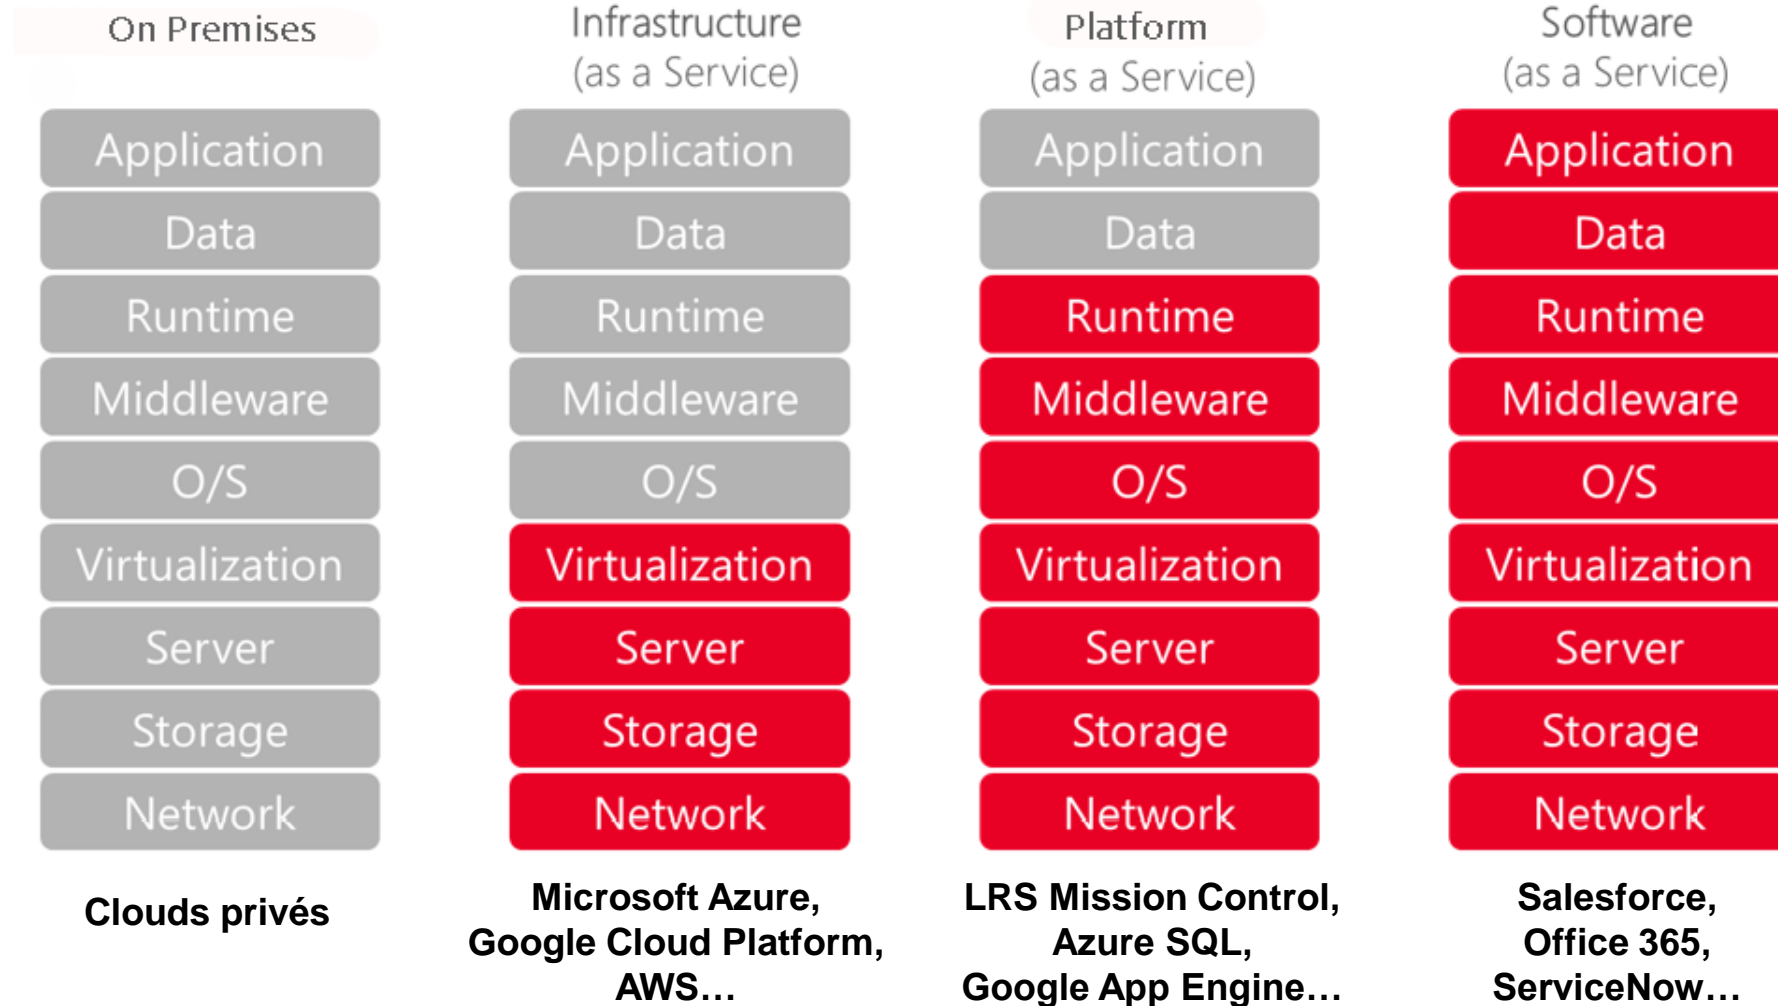 On Premises
Application
Data
Runtime
Middleware
O/S
Virtualization
Server
Storage
Network
Clouds privés
Infrastructure
(as a Service)
Application
Data
Runtime
Middleware
O/S
Virtualization
Server
Storage
Network
Microsoft Azure,
Google Cloud Platform,
AWS…
Platform
(as a Service)
Application
Data
Runtime
Middleware
O/S
Virtualization
Server
Storage
Network
LRS Mission Control,
Azure SQL,
Google App Engine…
Software
(as a Service)
Application
Data
Runtime
Middleware
O/S
Virtualization
Server
Storage
Network
Salesforce,
Office 365,
ServiceNow…